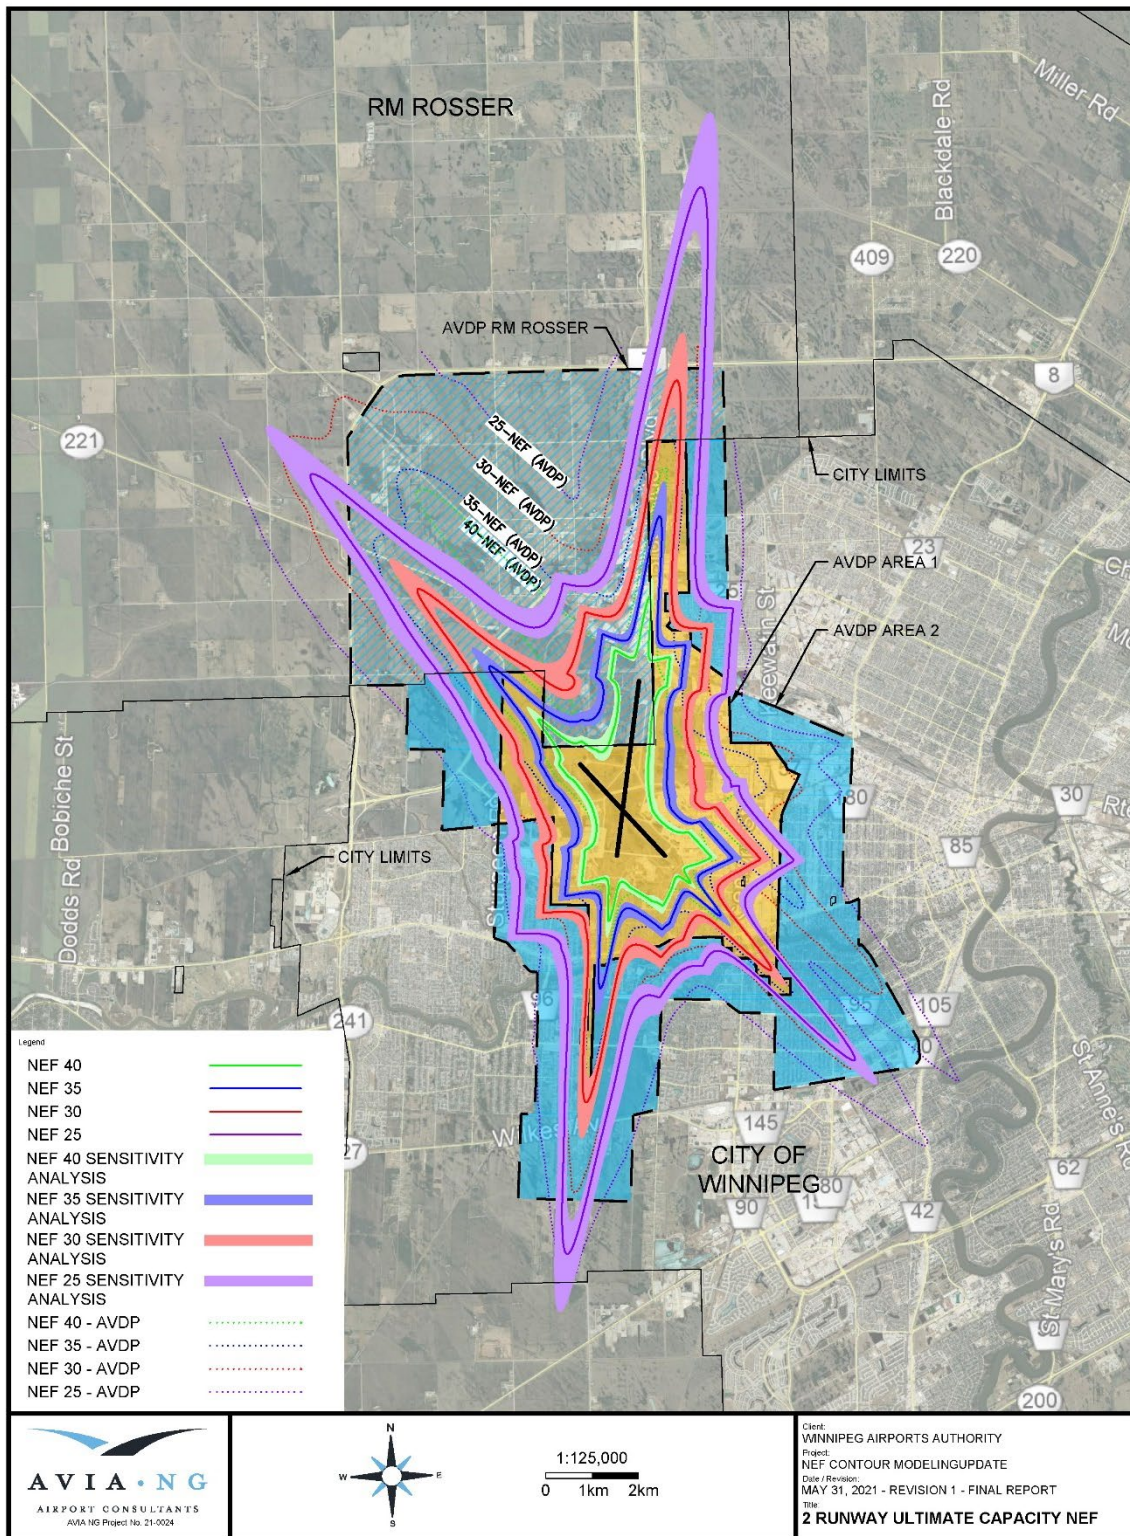 RM ROSSER
Miller Rd
Blackdale Rd
409
220
AVDP RM ROSSER
8
221
25-NEF (AVDP)
30-NEF (AVDP)
35-NEF (AVDP)
40-NEF (AVDP)
CITY LIMITS
23
AVDP AREA 1
AVDP AREA 2
Bobiche St
Dodds Rd
CITY LIMITS
80
30
85
96
95
105
241
St Anne's Rd
145
27
CITY OF
WINNIPEG
80
62
90
42
St Mary's Rd
200
Legend
NEF 40
NEF 35
NEF 30
NEF 25
NEF 40 SENSITIVITY
ANALYSIS
NEF 35 SENSITIVITY
ANALYSIS
NEF 30 SENSITIVITY
ANALYSIS
NEF 25 SENSITIVITY
ANALYSIS
NEF 40 - AVDP
NEF 35 - AVDP
NEF 30 - AVDP
NEF 25 - AVDP
AVIA·NG
AIRPORT CONSULTANTS
AVIA NG Project No. 21-0024
N
W
E
S
1:125,000
0 1km 2km
Client:
WINNIPEG AIRPORTS AUTHORITY
Project:
NEF CONTOUR MODELINGUPDATE
Date / Revision:
MAY 31, 2021 - REVISION 1 - FINAL REPORT
Title:
2 RUNWAY ULTIMATE CAPACITY NEF